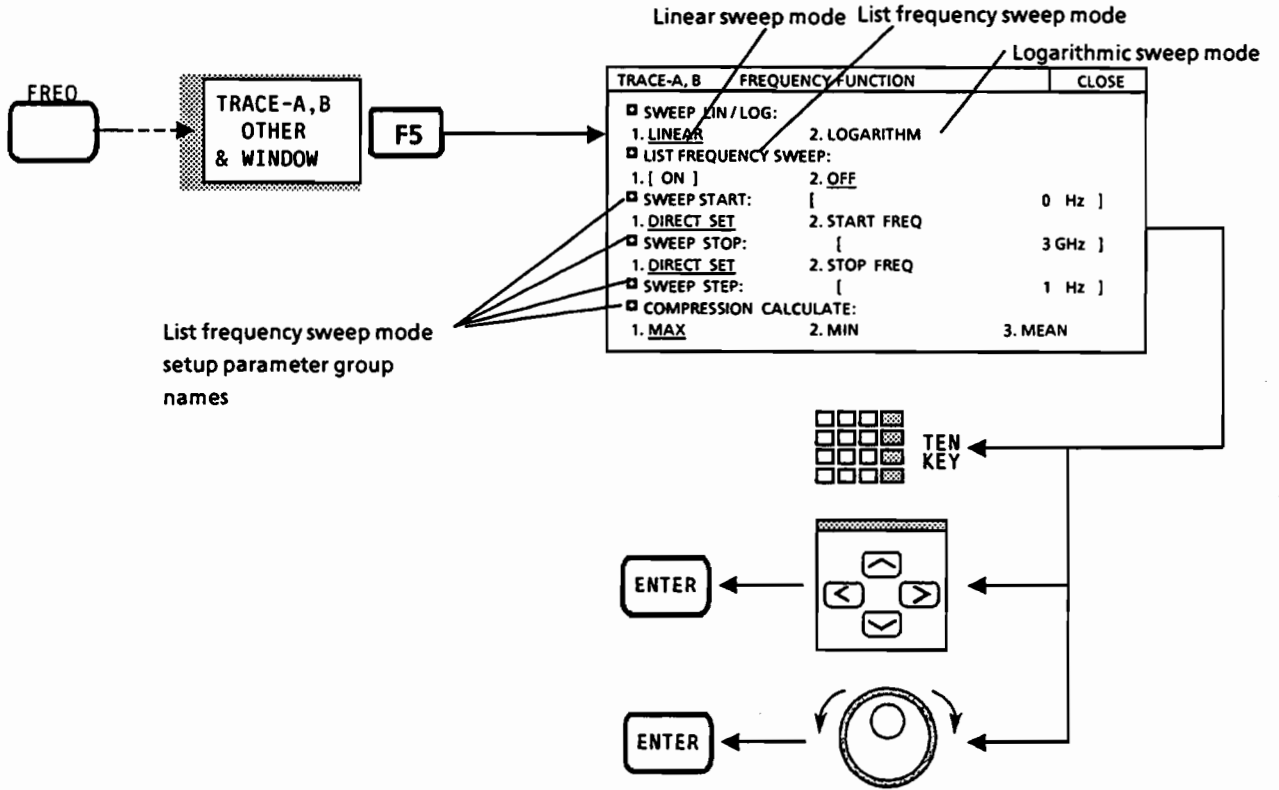 Linear sweep mode List frequency sweep mode
Logarithmic sweep mode
FREQ
TRACE-A,B
OTHER
& WINDOW
F5
TRACE-A, B FREQUENCY FUNCTION CLOSE
SWEEP LIN / LOG:
1. LINEAR 2. LOGARITHM
LIST FREQUENCY SWEEP:
1. [ ON ] 2. OFF
SWEEP START: [ 0 Hz ]
1. DIRECT SET 2. START FREQ
SWEEP STOP: [ 3 GHz ]
1. DIRECT SET 2. STOP FREQ
SWEEP STEP: [ 1 Hz ]
COMPRESSION CALCULATE:
1. MAX 2. MIN 3. MEAN
List frequency sweep mode
setup parameter group
names
TEN
KEY
ENTER
ENTER